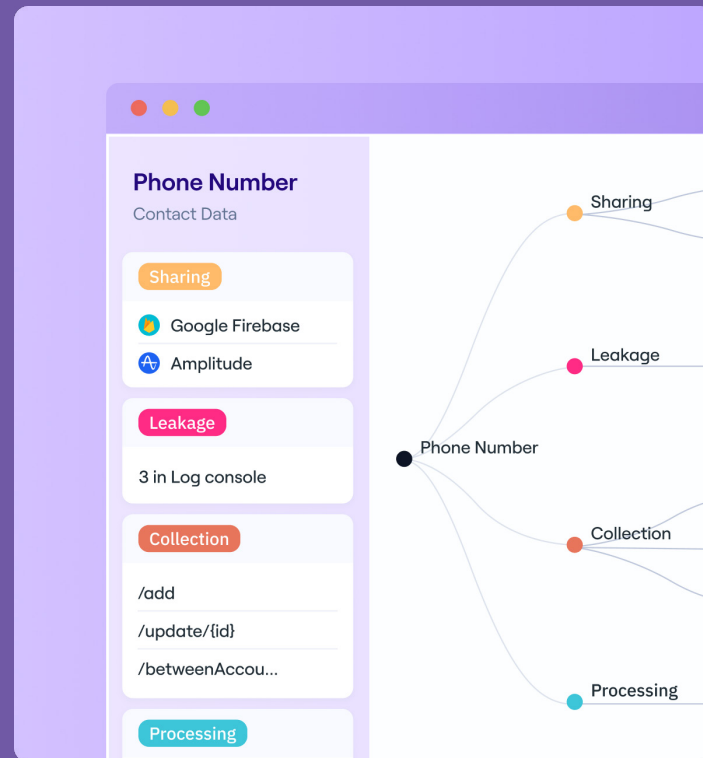 Phone Number
Contact Data
Sharing
Google Firebase
Amplitude
Leakage
3 in Log console
Collection
/add
/update/{id}
/betweenAccou...
Processing
Sharing
Leakage
Phone Number
Collection
Processing